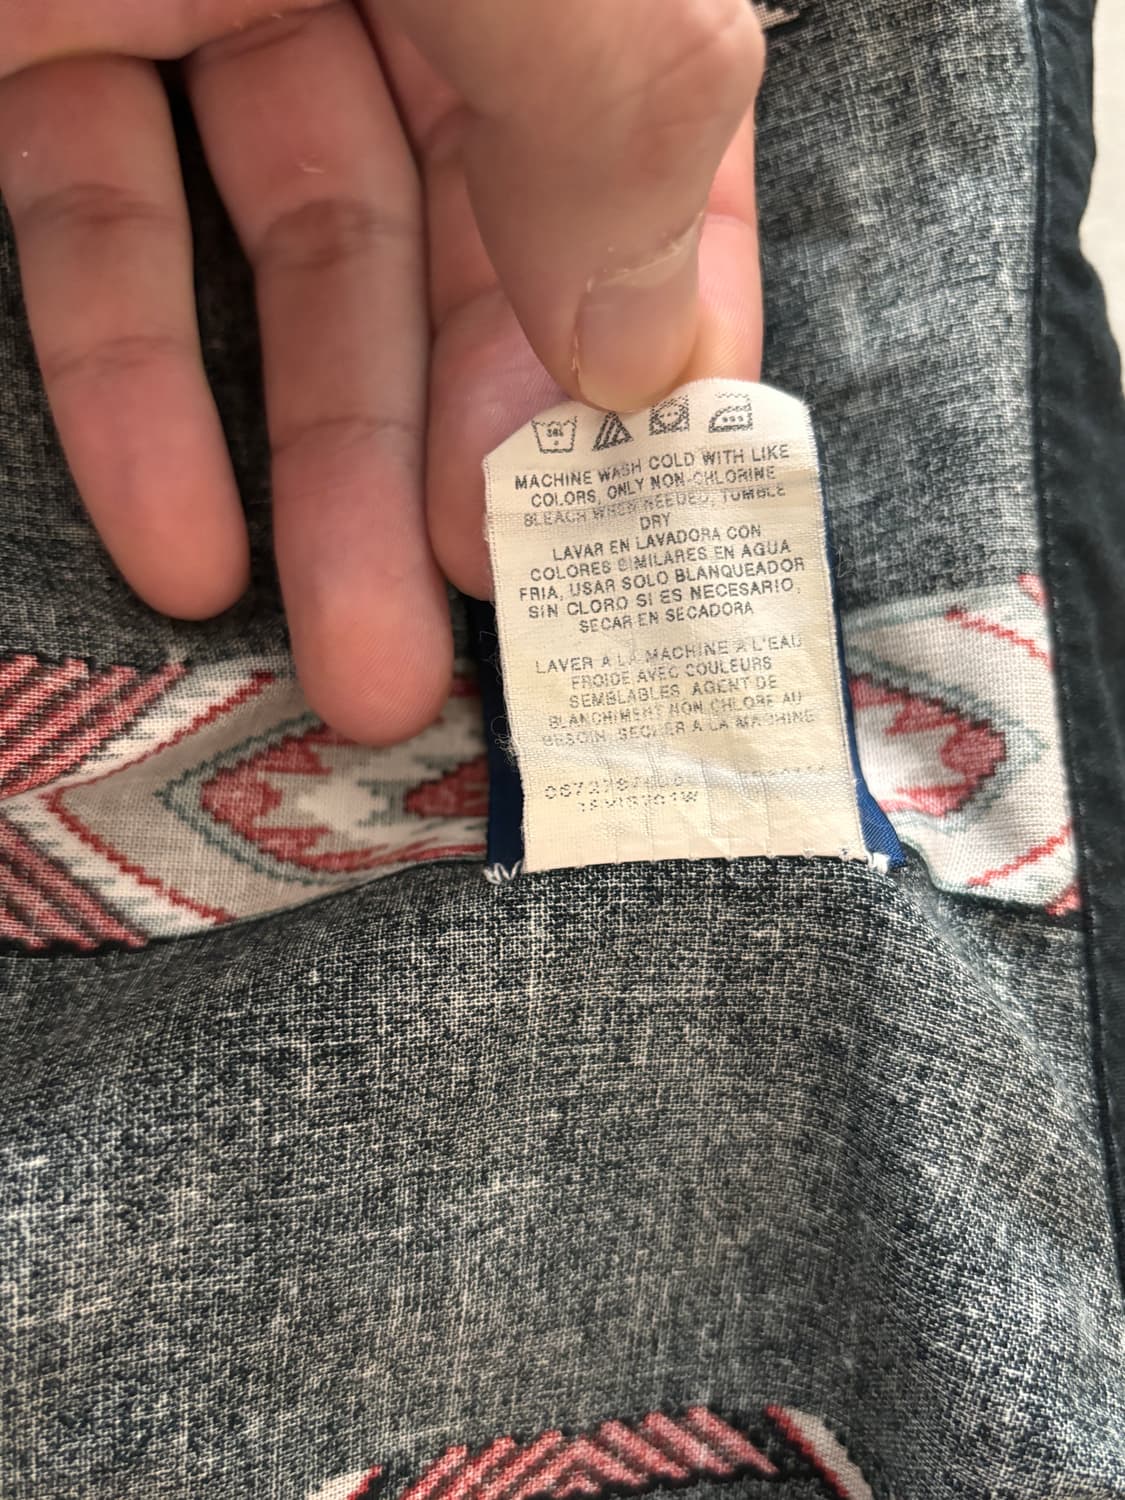 MACHINE WASH COLD WITH LIKE
COLORS, ONLY NON-CHLORINE
BLEACH WHEN NEEDED, TUMBLE
DRY
LAVAR EN LAVADORA CON
COLORES SIMILARES EN AGUA
FRIA, USAR SOLO BLANQUEADOR
SIN CLORO SI ES NECESARIO,
SECAR EN SECADORA
LAVER A LA MACHINE A L'EAU
FROIDE AVEC COULEURS
SEMBLABLES AGENT DE
BLANCHIMENT NON CHLORE AU
BESOIN, SECHER A LA MACHINE